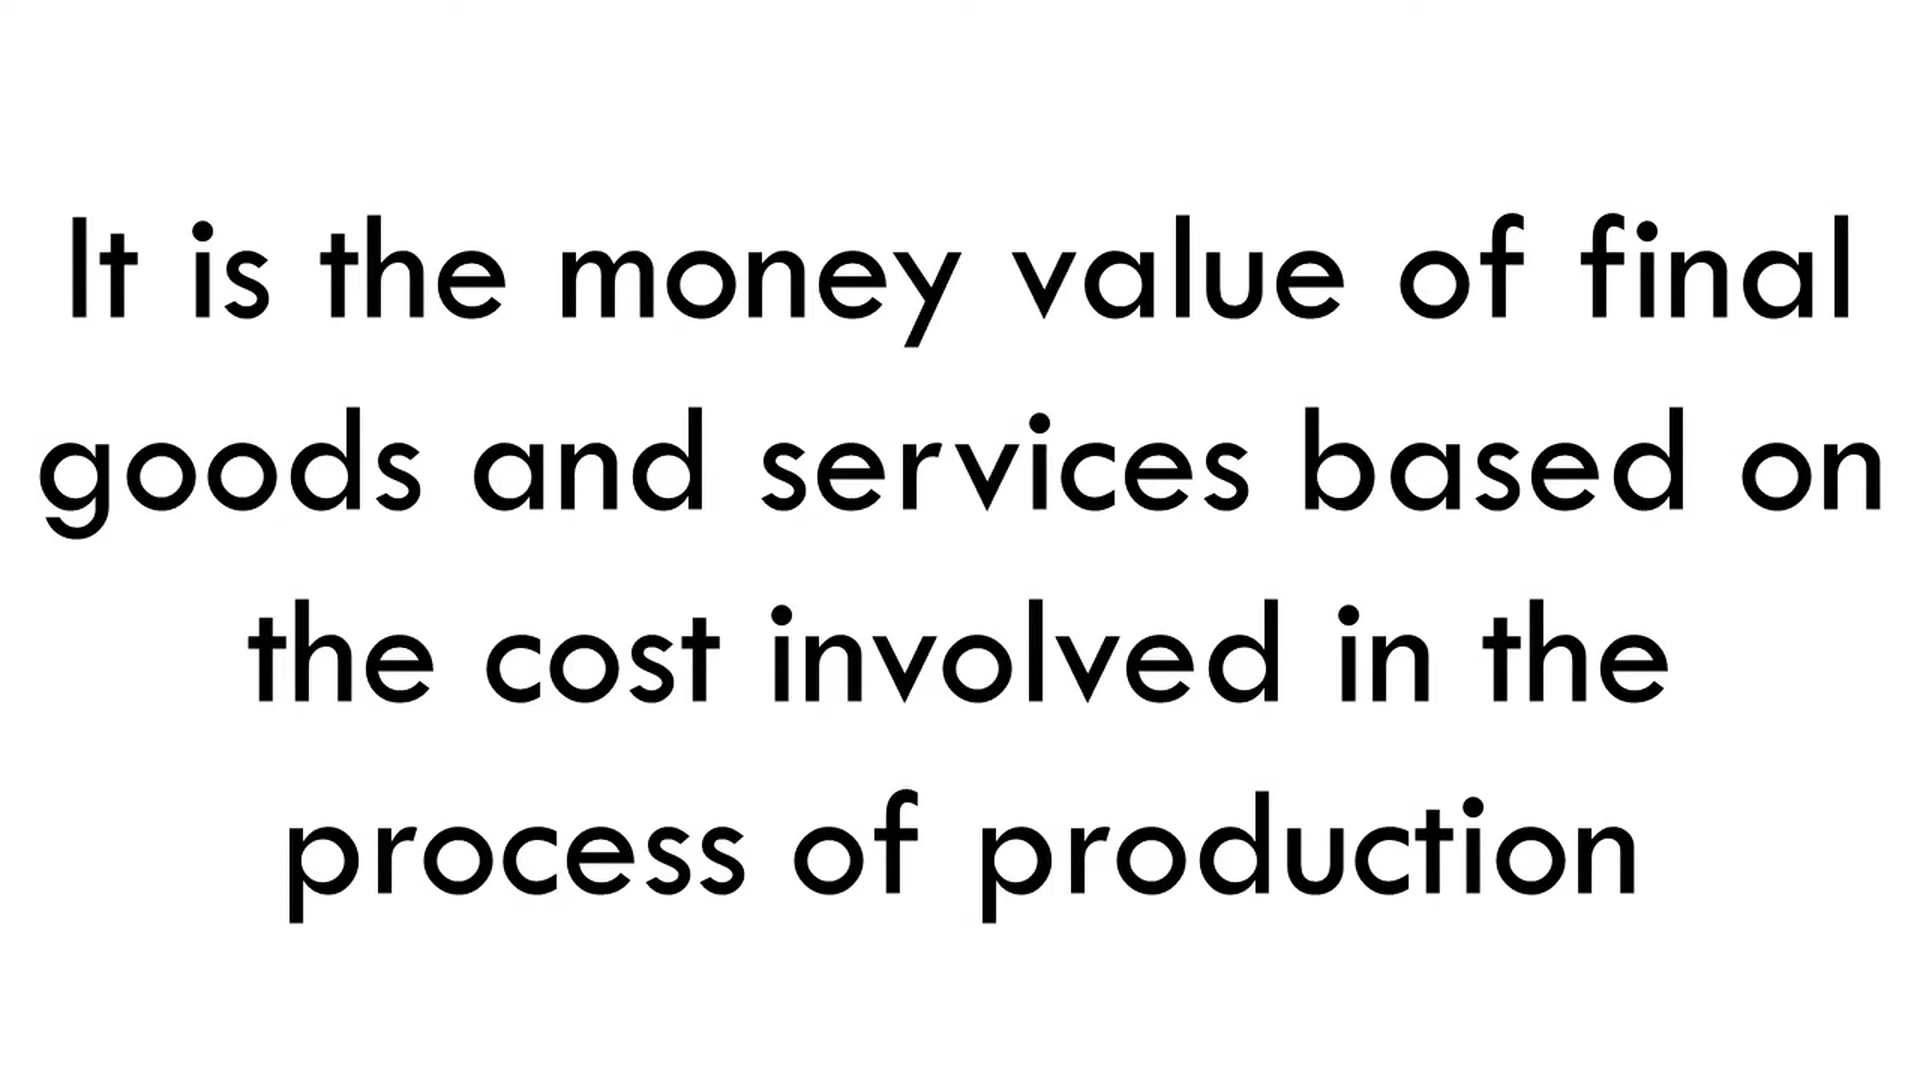 It is the money value of final
goods and services based on
the cost involved in the
process of production